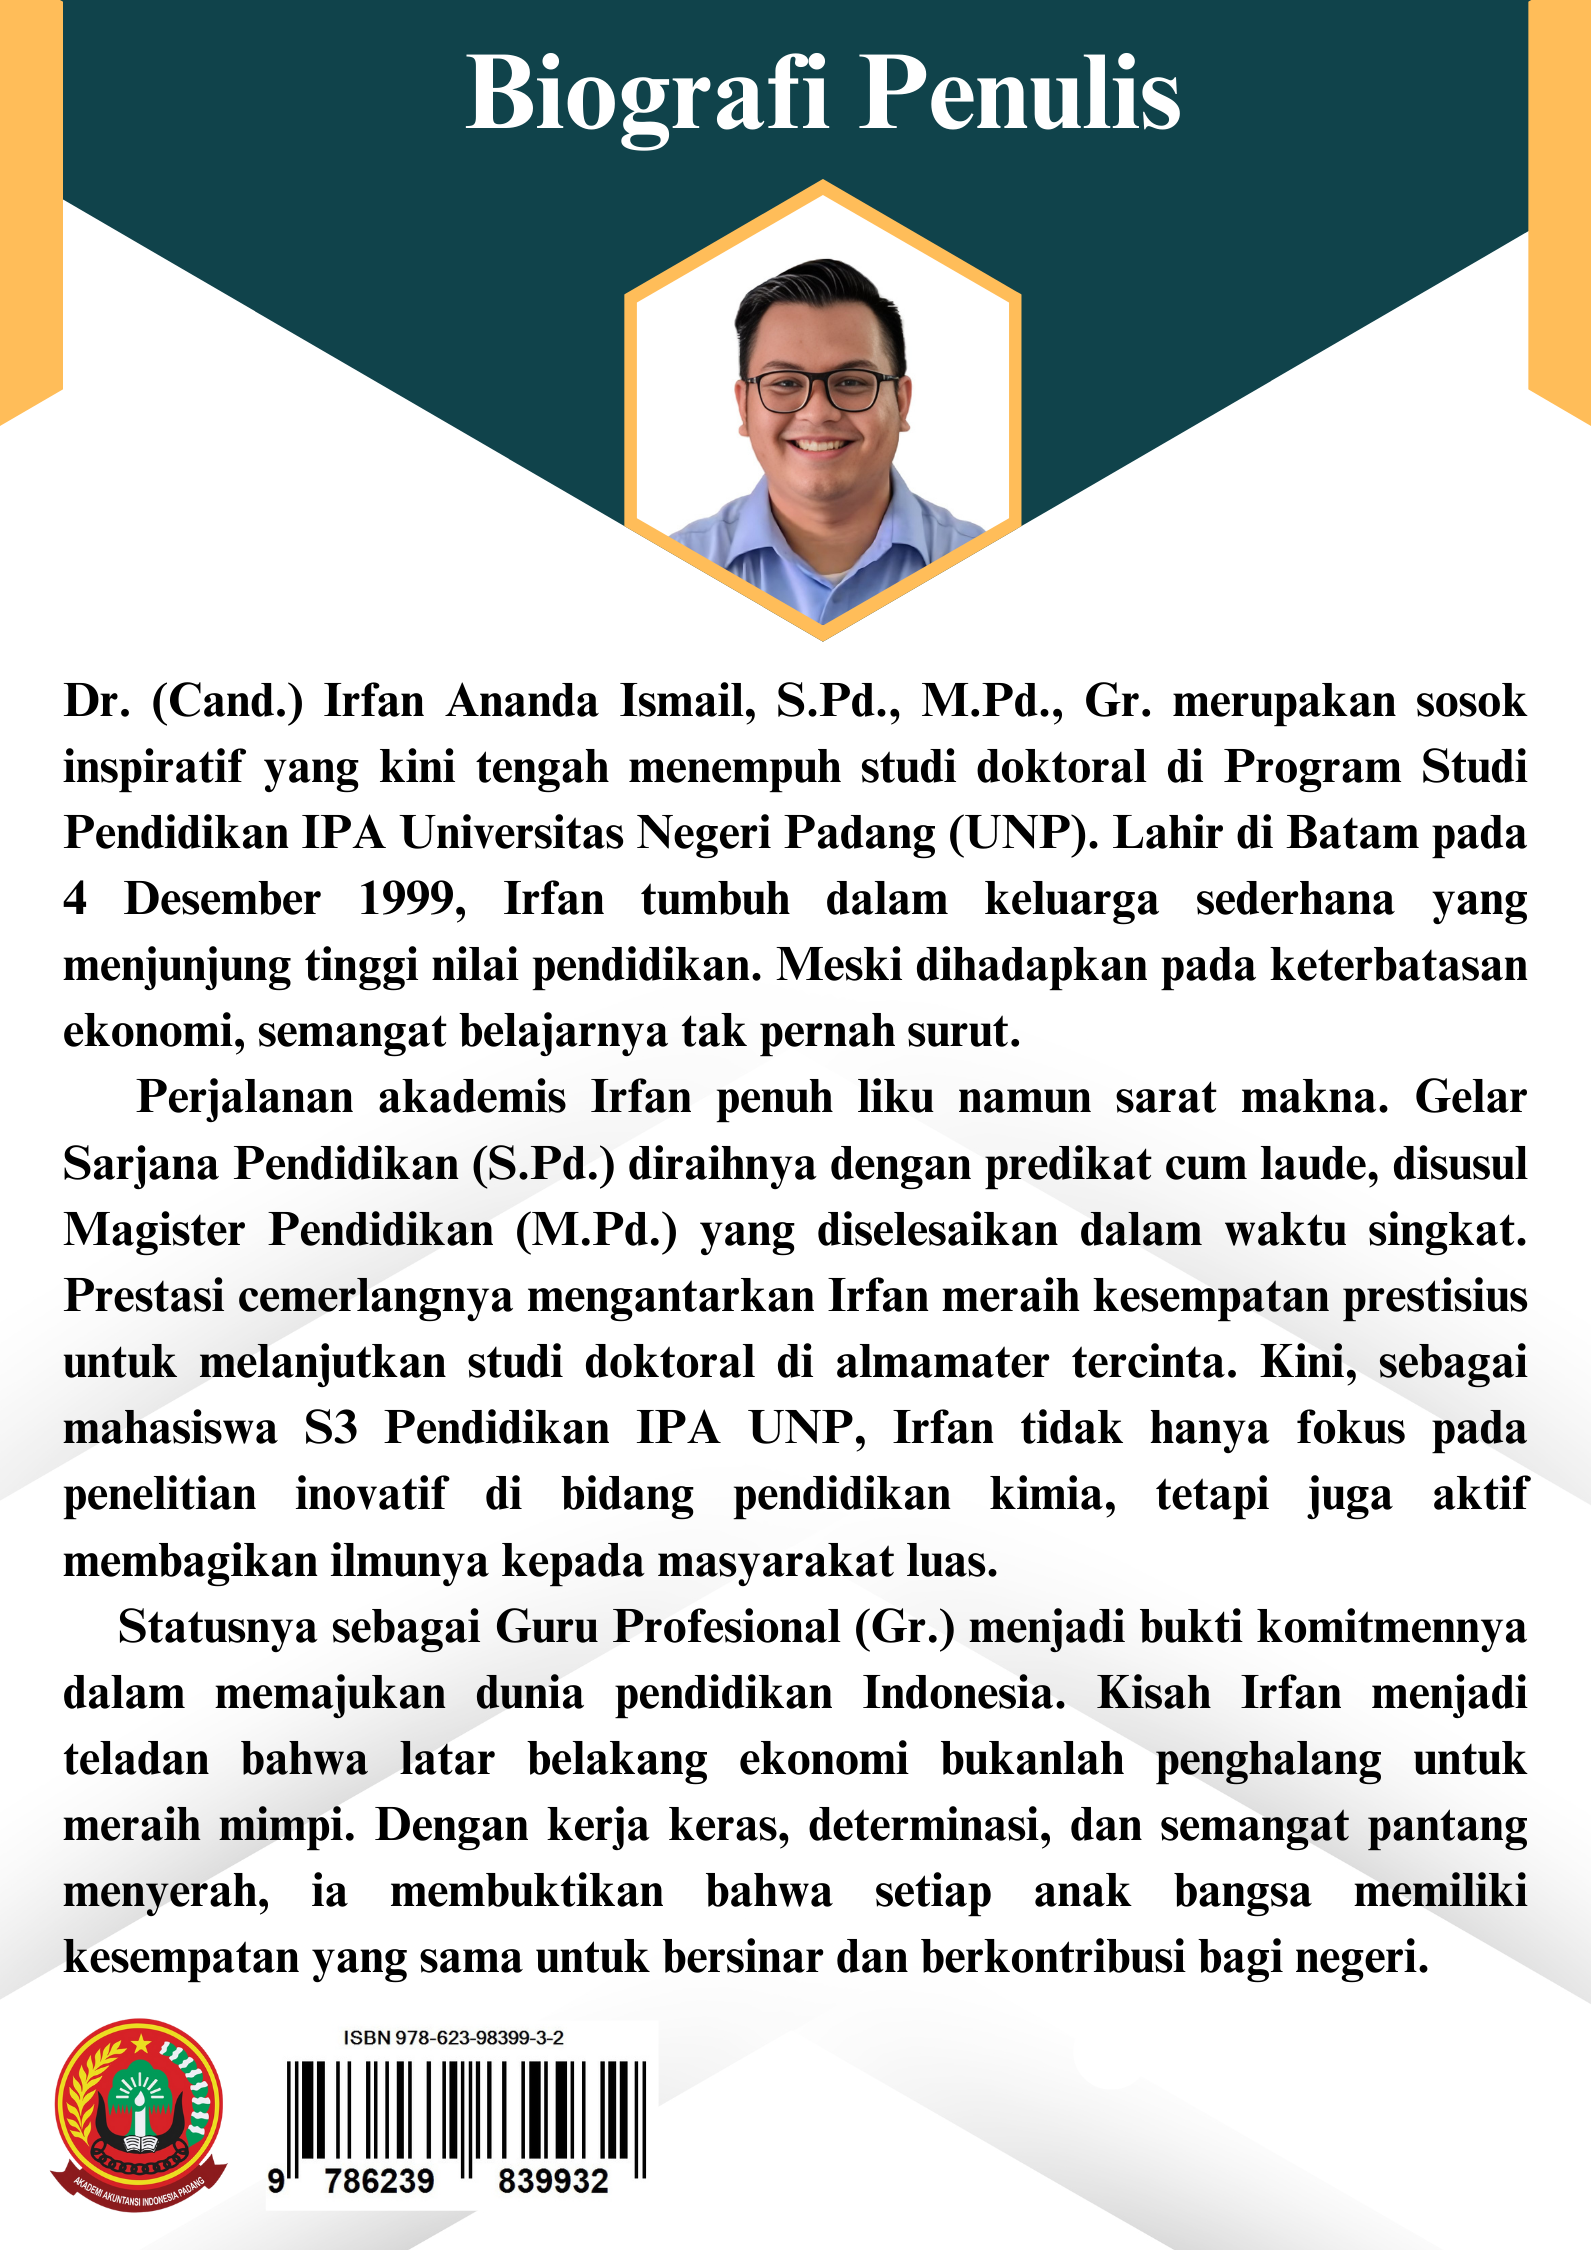 Biografi Penulis
Dr. (Cand.) Irfan Ananda Ismail, S.Pd., M.Pd., Gr. merupakan sosok
inspiratif yang kini tengah menempuh studi doktoral di Program Studi
Pendidikan IPA Universitas Negeri Padang (UNP). Lahir di Batam pada
4 Desember 1999, Irfan tumbuh dalam keluarga sederhana yang
menjunjung tinggi nilai pendidikan. Meski dihadapkan pada keterbatasan
ekonomi, semangat belajarnya tak pernah surut.
Perjalanan akademis Irfan penuh liku namun sarat makna. Gelar
Sarjana Pendidikan (S.Pd.) diraihnya dengan predikat cum laude, disusul
Magister Pendidikan (M.Pd.) yang diselesaikan dalam waktu singkat.
Prestasi cemerlangnya mengantarkan Irfan meraih kesempatan prestisius
untuk melanjutkan studi doktoral di almamater tercinta. Kini, sebagai
mahasiswa S3 Pendidikan IPA UNP, Irfan tidak hanya fokus pada
penelitian inovatif di bidang pendidikan kimia, tetapi juga aktif
membagikan ilmunya kepada masyarakat luas.
Statusnya sebagai Guru Profesional (Gr.) menjadi bukti komitmennya
dalam memajukan dunia pendidikan Indonesia. Kisah Irfan menjadi
teladan bahwa latar belakang ekonomi bukanlah penghalang untuk
meraih mimpi. Dengan kerja keras, determinasi, dan semangat pantang
menyerah, ia membuktikan bahwa setiap anak bangsa memiliki
kesempatan yang sama untuk bersinar dan berkontribusi bagi negeri.
AKADEMI AKUNTANSI INDONESIA PADANG
ISBN 978-623-98399-3-2
9 786239 839932